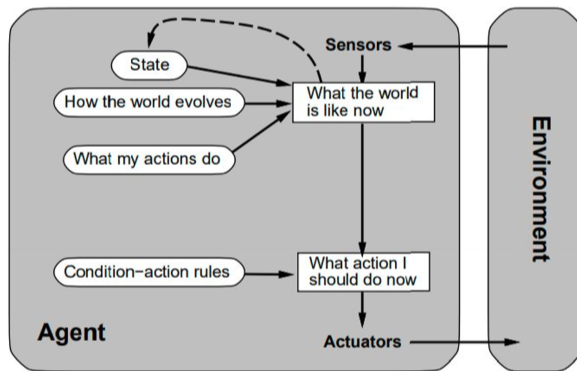 Sensors
State
What the world
is like now
How the world evolves
What my actions do
Environment
Condition−action rules
What action I
should do now
Agent
Actuators